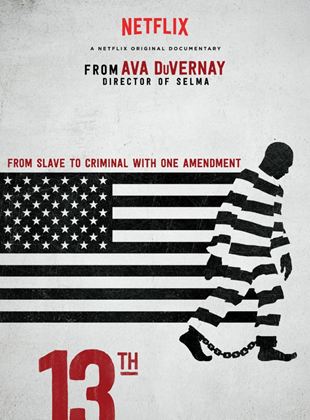 NETFLIX
A NETFLIX ORIGINAL DOCUMENTARY
FROM AVA DuVERNAY
DIRECTOR OF SELMA
FROM SLAVE TO CRIMINAL WITH ONE AMENDMENT
13TH